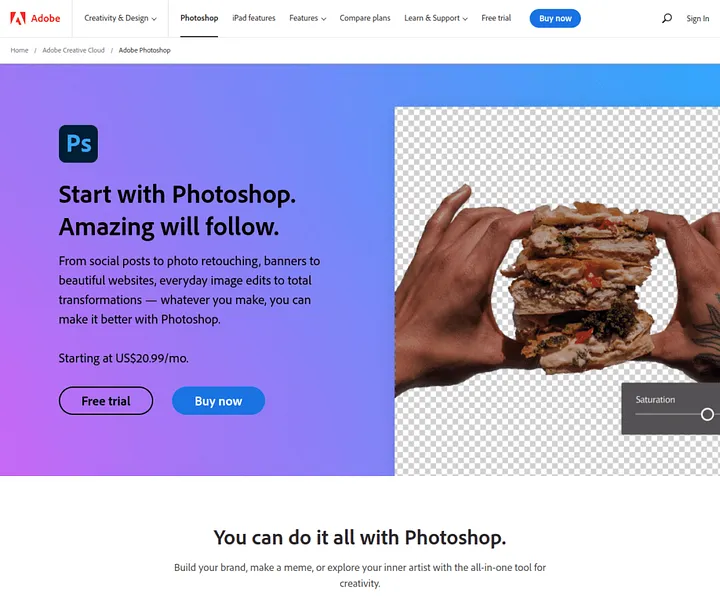 Adobe
Creativity & Design
Photoshop
iPad features
Features
Compare plans
Learn & Support
Free trial
Buy now
Sign In
Home / Adobe Creative Cloud / Adobe Photoshop
Ps
Start with Photoshop.
Amazing will follow.
From social posts to photo retouching, banners to
beautiful websites, everyday image edits to total
transformations — whatever you make, you can
make it better with Photoshop.
Starting at US$20.99/mo.
Free trial
Buy now
Saturation
You can do it all with Photoshop.
Build your brand, make a meme, or explore your inner artist with the all-in-one tool for
creativity.